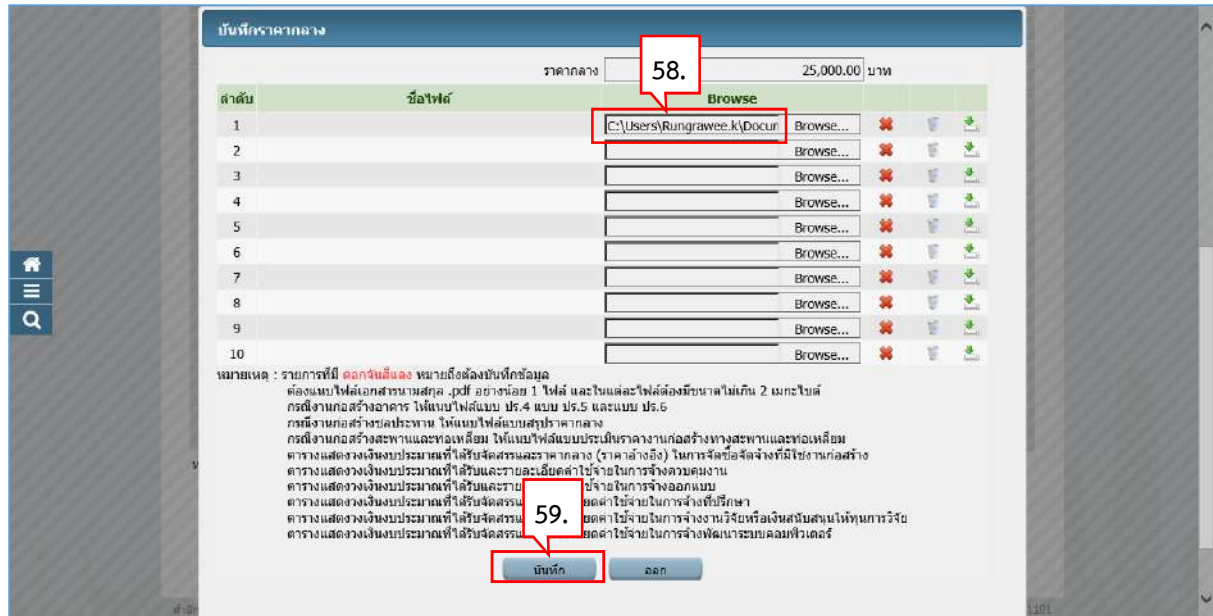 บันทึกราคากลาง
ราคากลาง 25,000.00 บาท
58.
ลำดับ ชื่อไฟล์ Browse
1 C:\Users\Rungrawee.k\Docun Browse...
2 Browse...
3 Browse...
4 Browse...
5 Browse...
6 Browse...
7 Browse...
8 Browse...
9 Browse...
10 Browse...
หมายเหตุ : รายการที่มี ดอกจันสีแดง หมายถึงต้องบันทึกข้อมูล
ต้องแนบไฟล์เอกสารนามสกุล .pdf อย่างน้อย 1 ไฟล์ และในแต่ละไฟล์ต้องมีขนาดไม่เกิน 2 เมกะไบต์
กรณีงานก่อสร้างอาคาร ให้แนบไฟล์แบบ ปร.4 แบบ ปร.5 และแบบ ปร.6
กรณีงานก่อสร้างชลประทาน ให้แนบไฟล์แบบสรุปราคากลาง
กรณีงานก่อสร้างสะพานและท่อเหลี่ยม ให้แนบไฟล์แบบประเมินราคางานก่อสร้างทางสะพานและท่อเหลี่ยม
ตารางแสดงวงเงินงบประมาณที่ได้รับจัดสรรและราคากลาง (ราคาอ้างอิง) ในการจัดซื้อจัดจ้างที่มิใช่งานก่อสร้าง
ตารางแสดงวงเงินงบประมาณที่ได้รับและรายละเอียดค่าใช้จ่ายในการจ้างควบคุมงาน
ตารางแสดงวงเงินงบประมาณที่ได้รับและราย ใช้จ่ายในการจ้างออกแบบ
ตารางแสดงวงเงินงบประมาณที่ได้รับจัดสรร ยดค่าใช้จ่ายในการจ้างที่ปรึกษา
ตารางแสดงวงเงินงบประมาณที่ได้รับจัดสรร ยดค่าใช้จ่ายในการจ้างงานวิจัยหรือเงินสนับสนุนให้ทุนการวิจัย
ตารางแสดงวงเงินงบประมาณที่ได้รับจัดสรร ยดค่าใช้จ่ายในการจ้างพัฒนาระบบคอมพิวเตอร์
59.
บันทึก ออก
1101